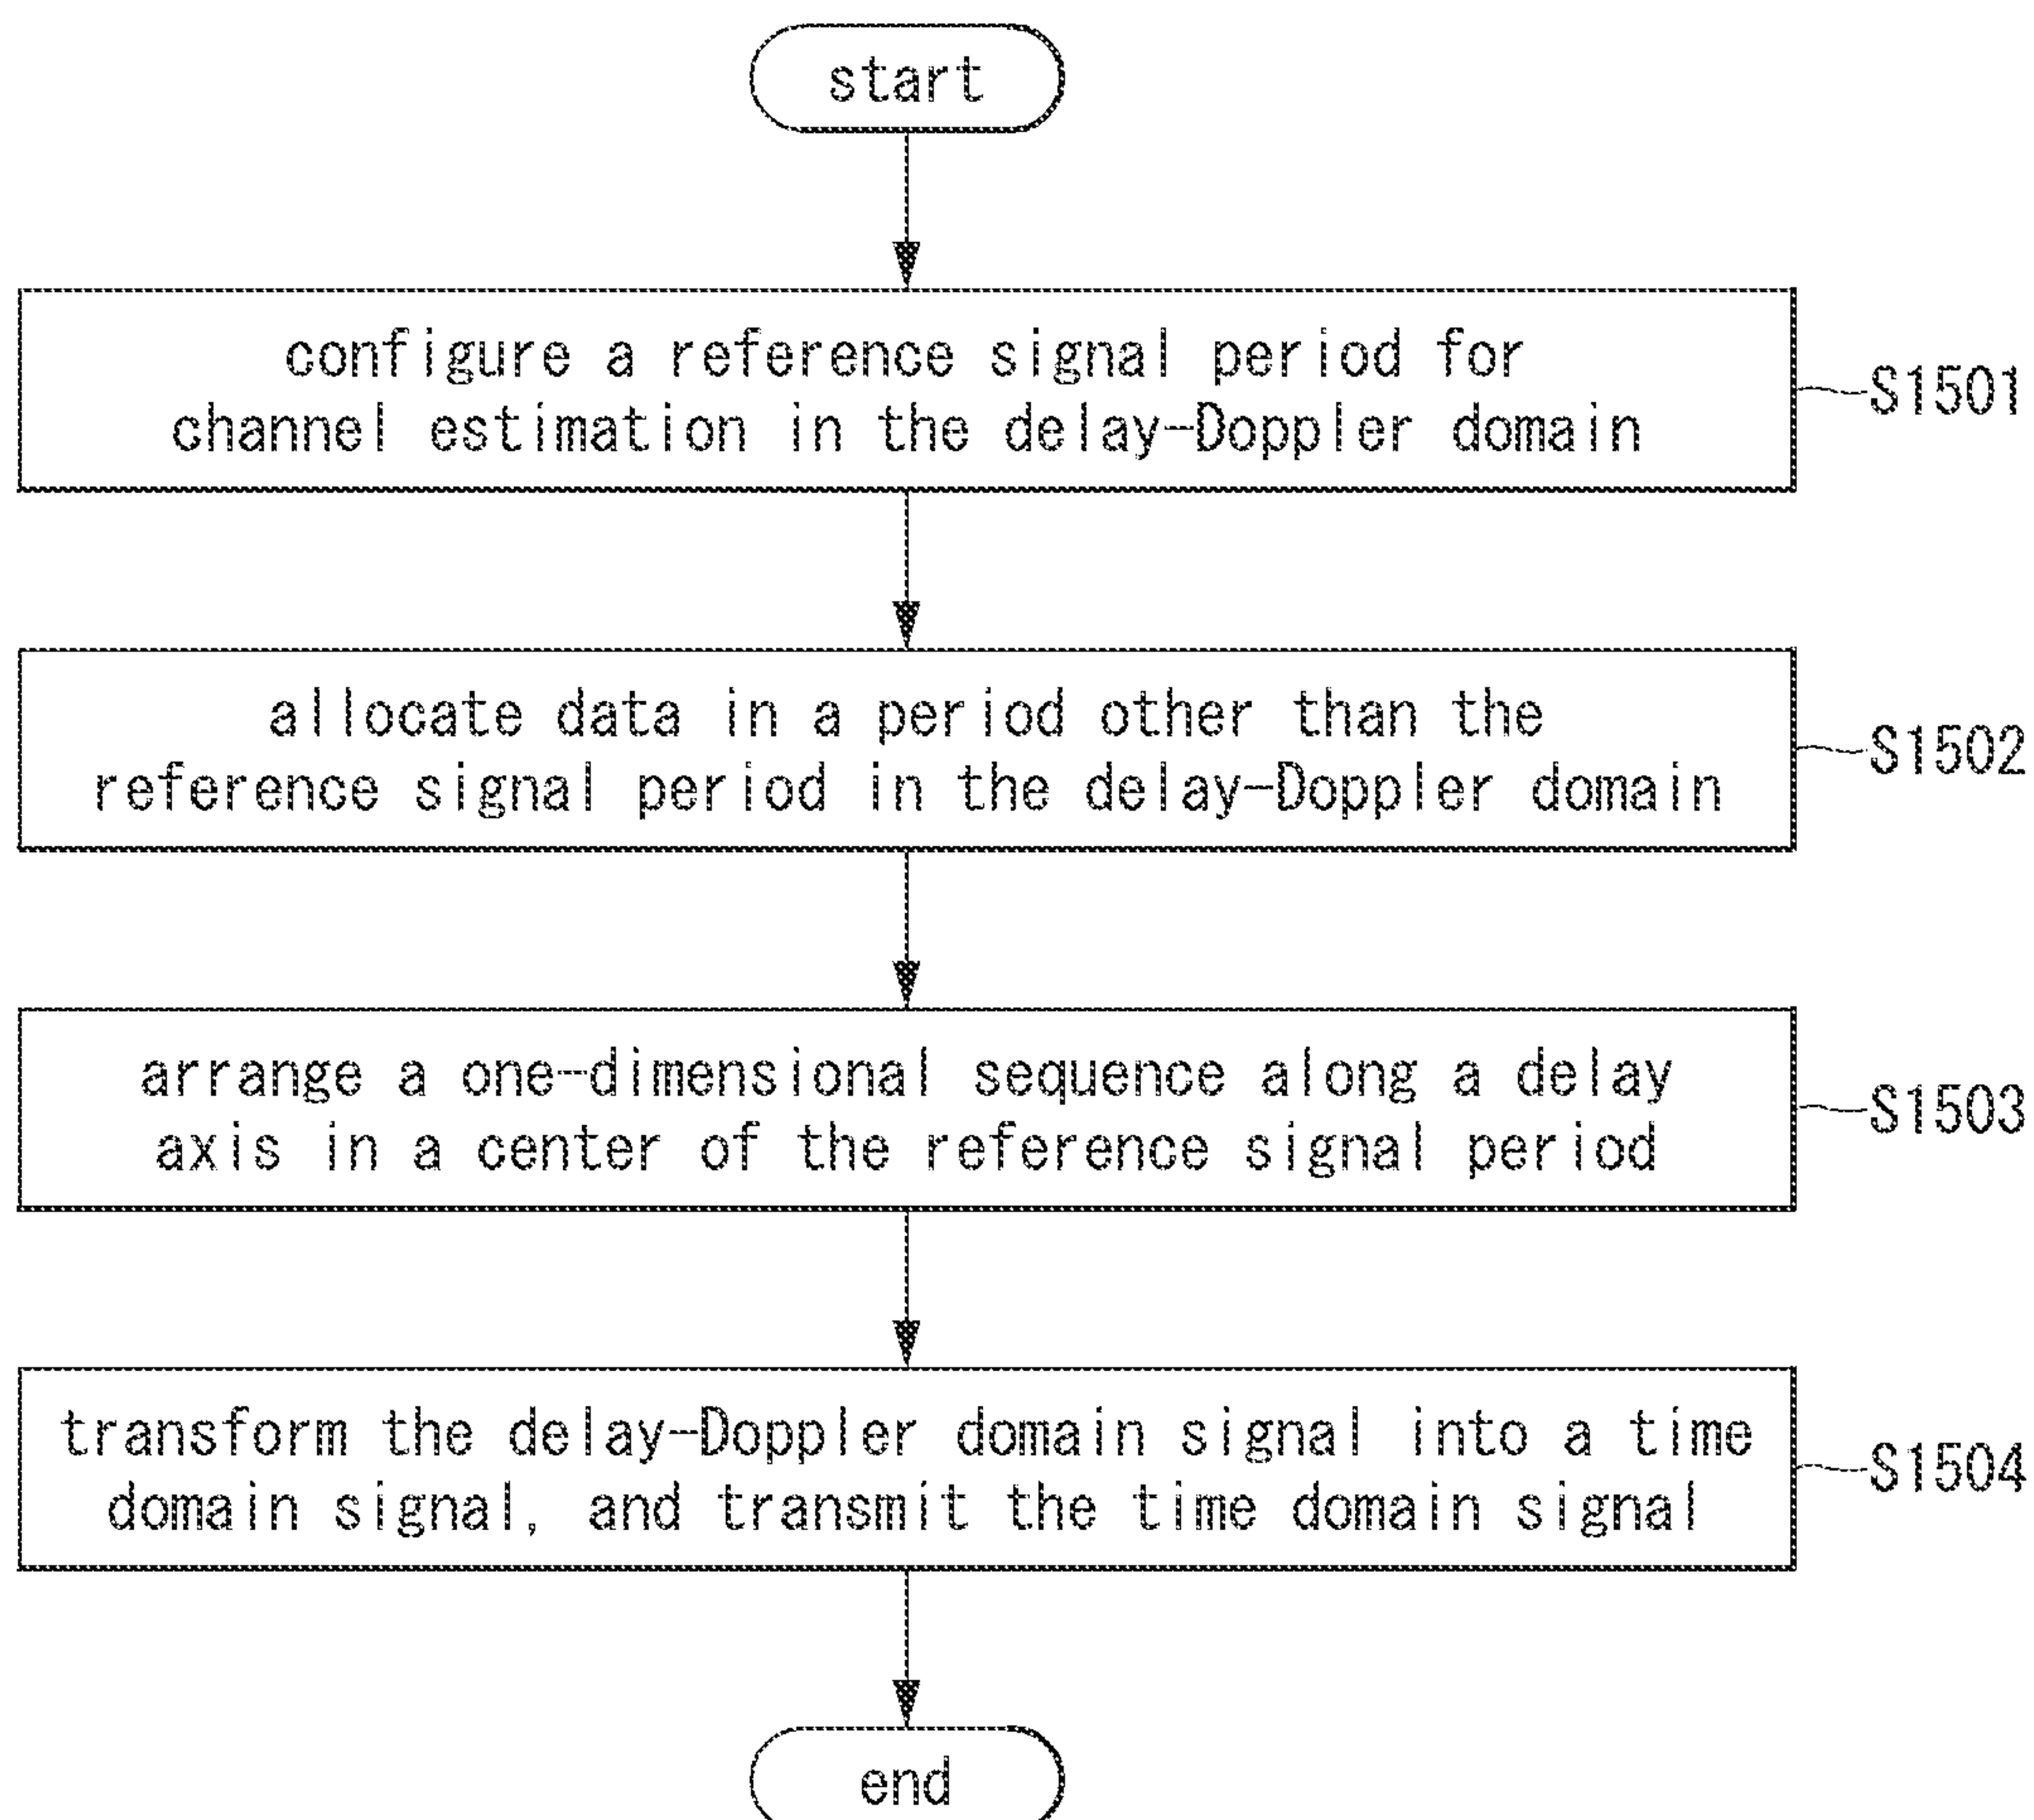 start
configure a reference signal period for
channel estimation in the delay-Doppler domain
S1501
allocate data in a period other than the
reference signal period in the delay-Doppler domain
S1502
arrange a one-dimensional sequence along a delay
axis in a center of the reference signal period
S1503
transform the delay-Doppler domain signal into a time
domain signal, and transmit the time domain signal
S1504
end